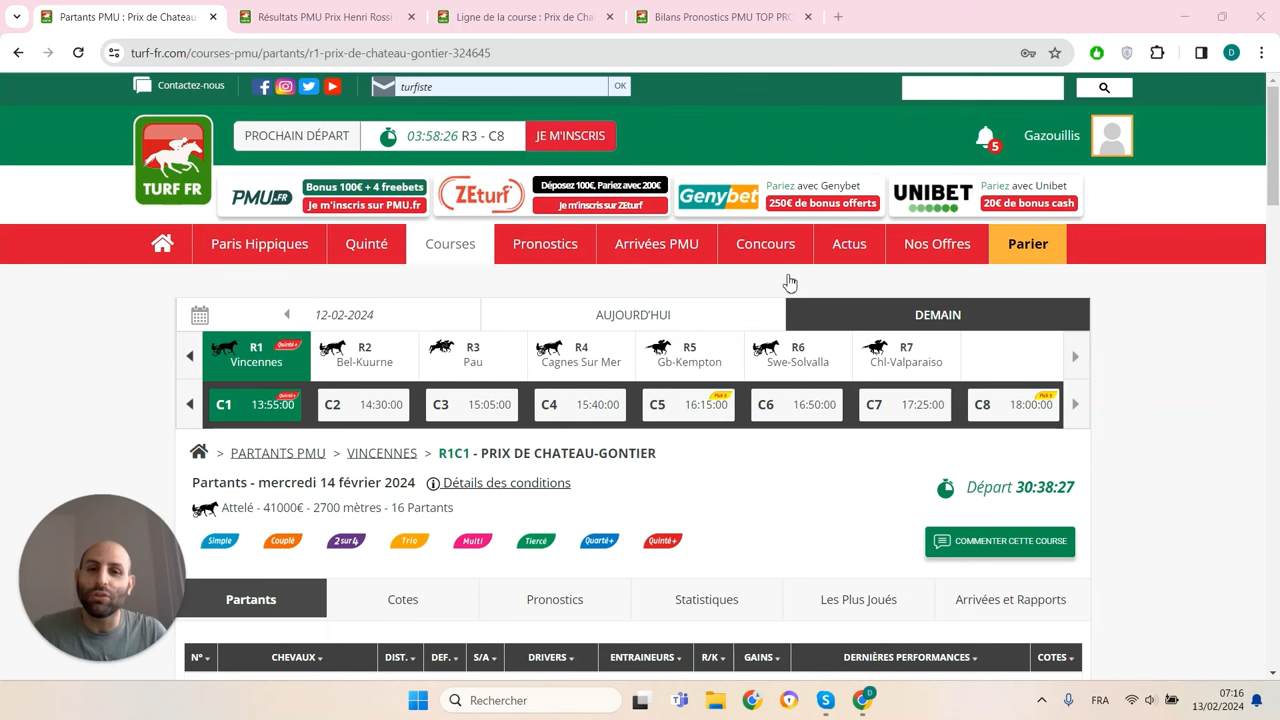 Partants PMU : Prix de Chateau
Résultats PMU Prix Henri Rossi
Ligne de la course : Prix de Cha
Bilans Pronostics PMU TOP PRO
turf-fr.com/courses-pmu/partants/r1-prix-de-chateau-gontier-324645
D
Contactez-nous
turfiste
OK
TURF FR
PROCHAIN DÉPART
03:58:26 R3 - C8
JE M'INSCRIS
5
Gazouillis
PMU.FR
Bonus 100€ + 4 freebets
Je m'inscris sur PMU.fr
ZEturf
Déposez 100€, Pariez avec 200€
Je m'inscris sur ZEturf
Genybet
Pariez avec Genybet
250€ de bonus offerts
UNIBET
Pariez avec Unibet
20€ de bonus cash
Paris Hippiques
Quinté
Courses
Pronostics
Arrivées PMU
Concours
Actus
Nos Offres
Parier
12-02-2024
AUJOURD'HUI
DEMAIN
R1 Quinté+
Vincennes
R2
Bel-Kuurne
R3
Pau
R4
Cagnes Sur Mer
R5
Gb-Kempton
R6
Swe-Solvalla
R7
Chl-Valparaiso
C1 13:55:00 Quinté+
C2 14:30:00
C3 15:05:00
C4 15:40:00
C5 16:15:00 Pick 5
C6 16:50:00
C7 17:25:00
C8 18:00:00 Pick 5
> PARTANTS PMU > VINCENNES > R1C1 - PRIX DE CHATEAU-GONTIER
Partants - mercredi 14 février 2024 Détails des conditions
Départ 30:38:27
Attelé - 41000€ - 2700 mètres - 16 Partants
Simple
Couplé
2sur4
Trio
Multi
Tiercé
Quarté+
Quinté+
COMMENTER CETTE COURSE
Partants
Cotes
Pronostics
Statistiques
Les Plus Joués
Arrivées et Rapports
N°
CHEVAUX
DIST.
DEF.
S/A
DRIVERS
ENTRAINEURS
R/K
GAINS
DERNIÈRES PERFORMANCES
COTES
Rechercher
D
FRA
07:16
13/02/2024